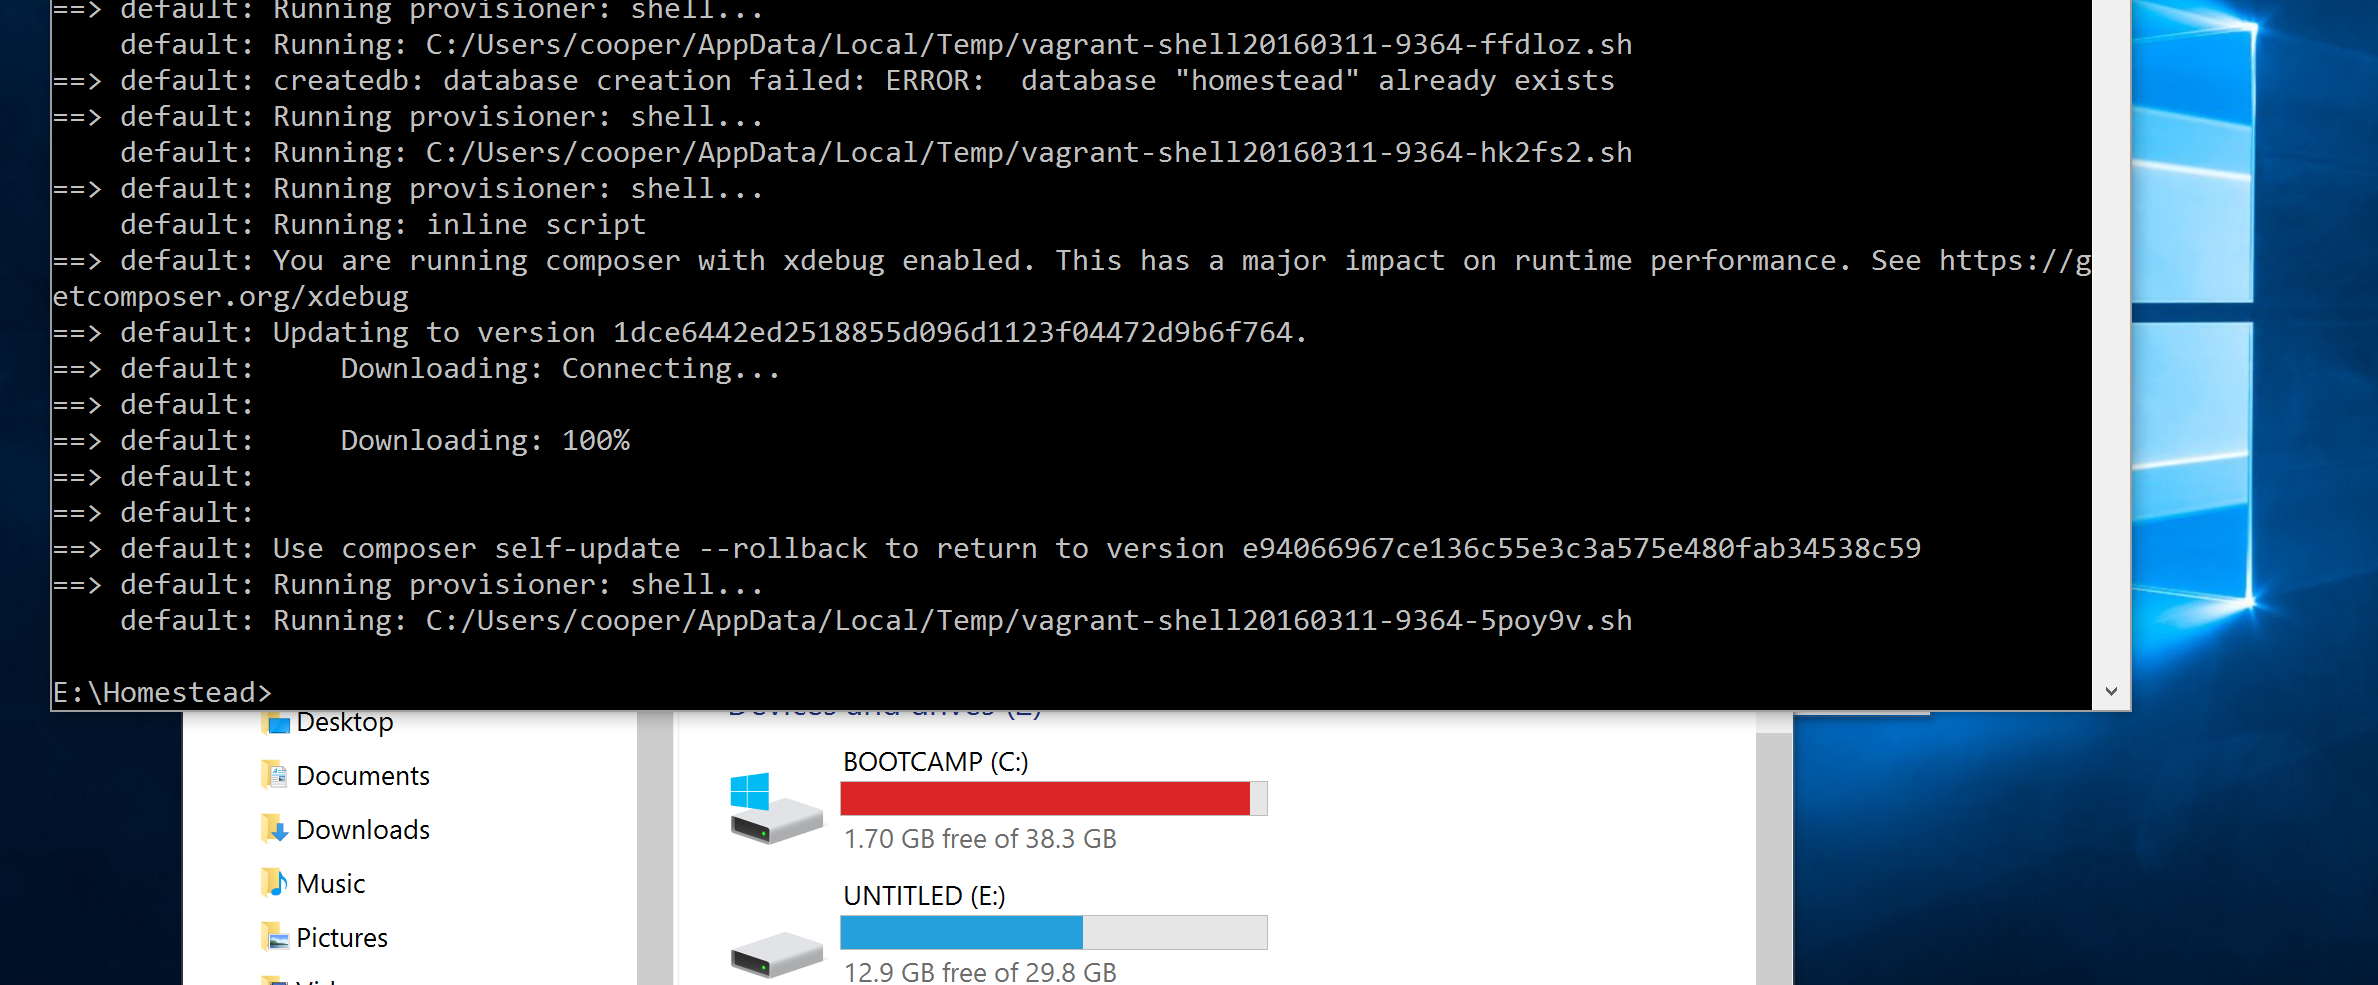 ==> default: Running provisioner: shell...
    default: Running: C:/Users/cooper/AppData/Local/Temp/vagrant-shell20160311-9364-ffdloz.sh
==> default: createdb: database creation failed: ERROR:  database "homestead" already exists
==> default: Running provisioner: shell...
    default: Running: C:/Users/cooper/AppData/Local/Temp/vagrant-shell20160311-9364-hk2fs2.sh
==> default: Running provisioner: shell...
    default: Running: inline script
==> default: You are running composer with xdebug enabled. This has a major impact on runtime performance. See https://g
etcomposer.org/xdebug
==> default: Updating to version 1dce6442ed2518855d096d1123f04472d9b6f764.
==> default:     Downloading: Connecting...
==> default:
==> default:     Downloading: 100%
==> default:
==> default:
==> default: Use composer self-update --rollback to return to version e94066967ce136c55e3c3a575e480fab34538c59
==> default: Running provisioner: shell...
    default: Running: C:/Users/cooper/AppData/Local/Temp/vagrant-shell20160311-9364-5poy9v.sh
E:\Homestead>
Desktop
Documents
Downloads
Music
Pictures
Devices and drives (2)
BOOTCAMP (C:)
1.70 GB free of 38.3 GB
UNTITLED (E:)
12.9 GB free of 29.8 GB